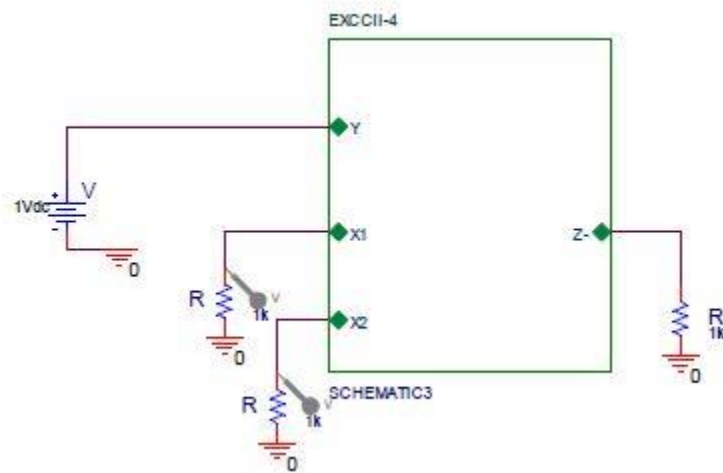 EXCCII-4
Y
+
V
1Vdc
-
0
X1
Z-
V
R
1k
0
X2
R
1k
0
V
R
1k
0
SCHEMATIC3